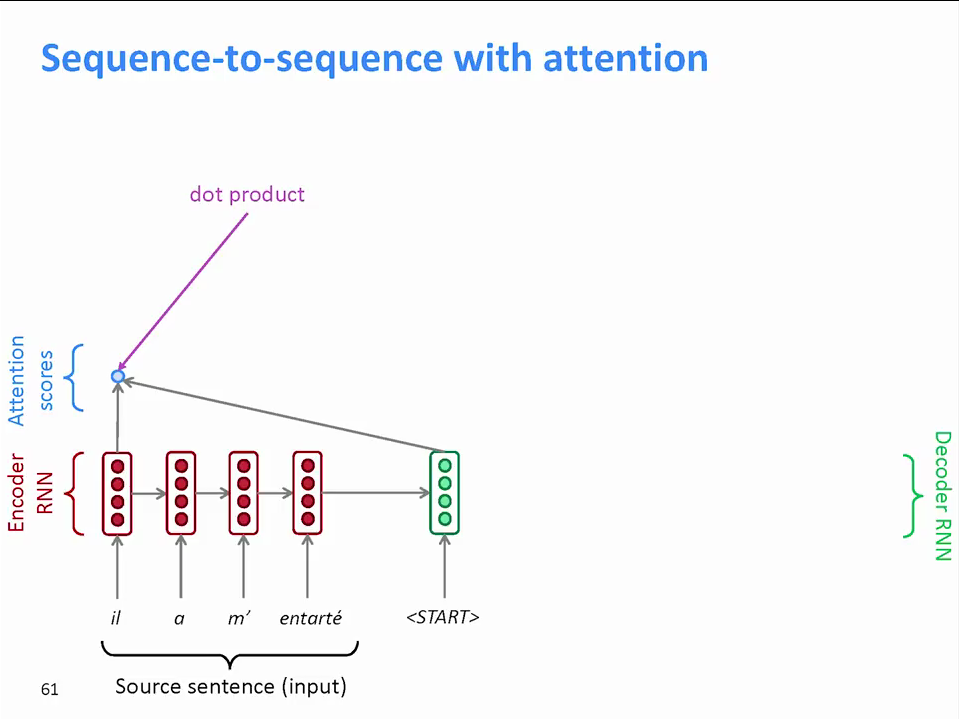 Sequence-to-sequence with attention
dot product
Attention
scores
Encoder
RNN
Decoder RNN
il a m’ entarté <START>
Source sentence (input)
61